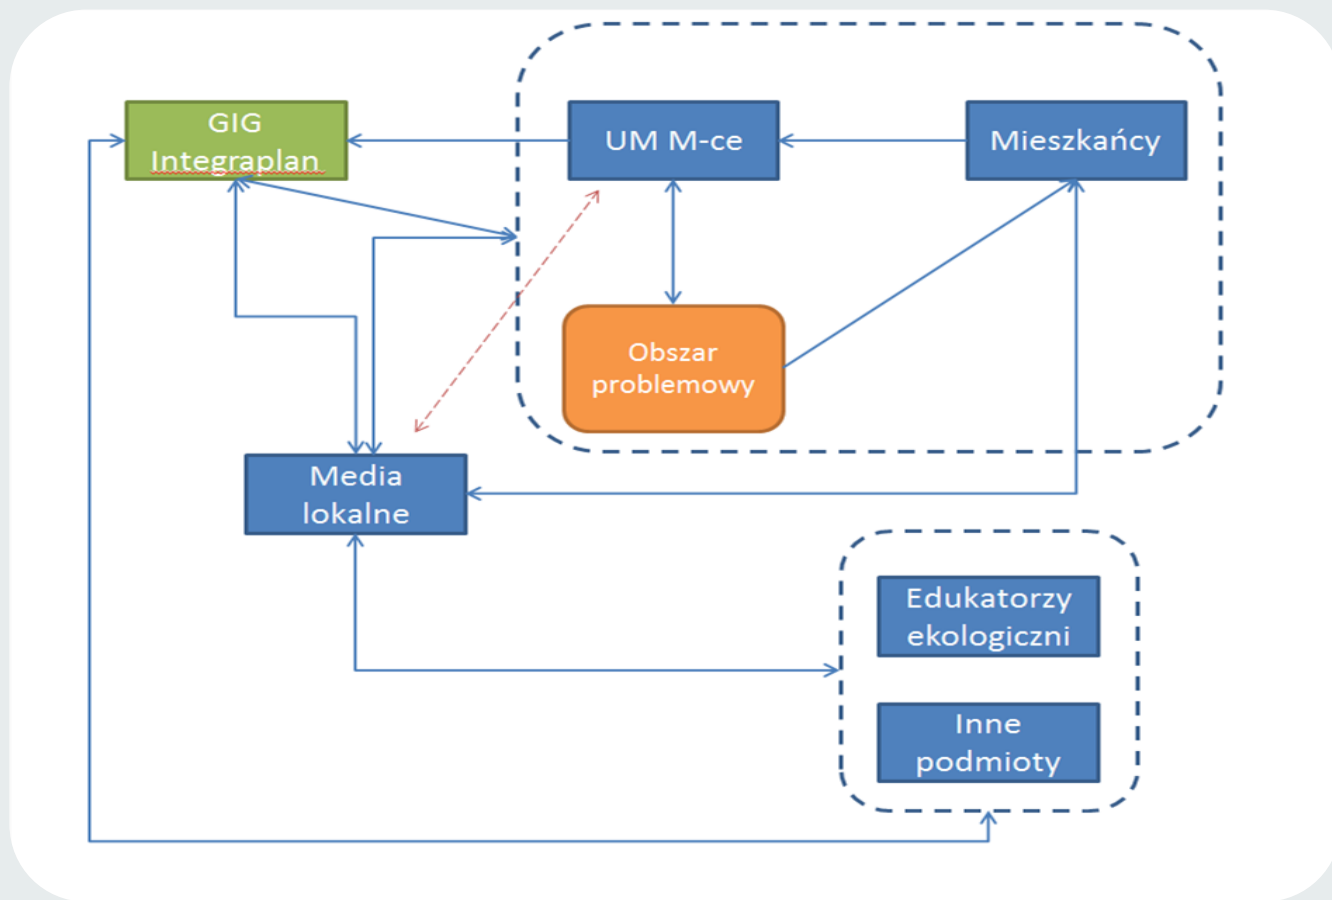 GIG
Integraplan
UM M-ce
Mieszkańcy
Obszar
problemowy
Media
lokalne
Edukatorzy
ekologiczni
Inne
podmioty